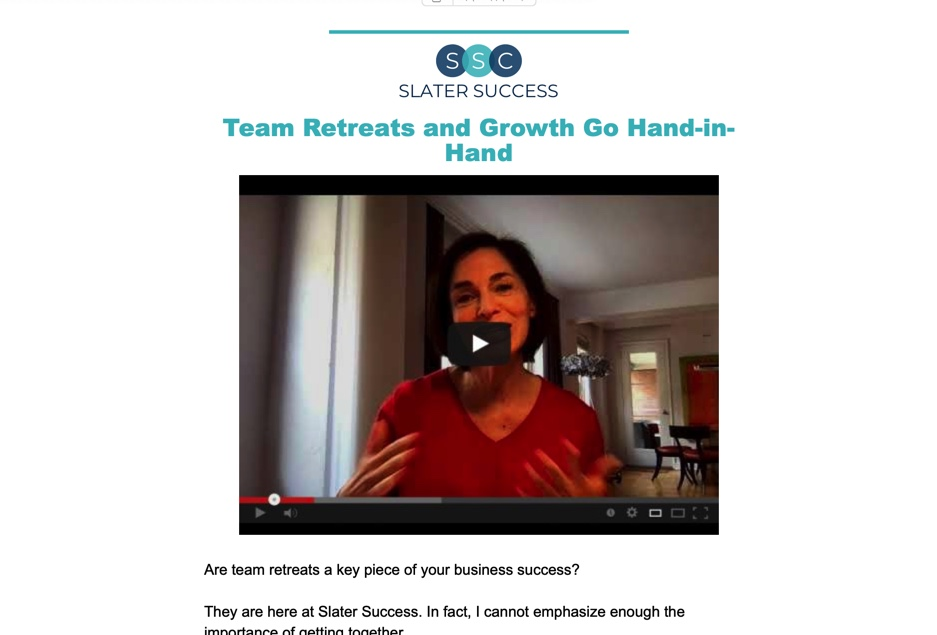 SSC
SLATER SUCCESS
Team Retreats and Growth Go Hand-in-
Hand
Are team retreats a key piece of your business success?
They are here at Slater Success. In fact, I cannot emphasize enough the
importance of getting together